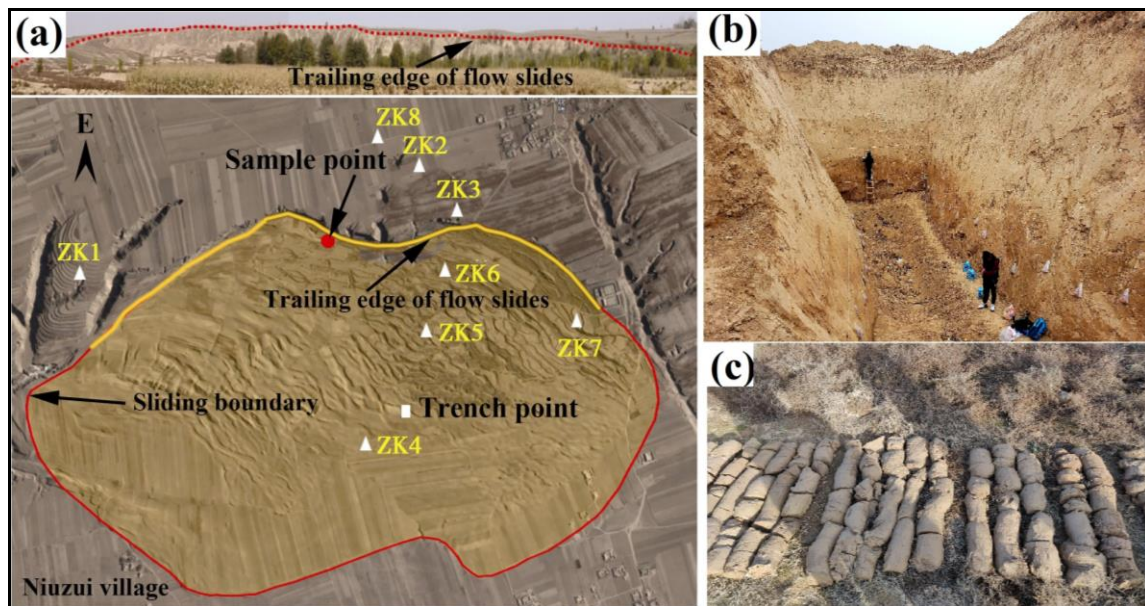 (a)
Trailing edge of flow slides
E
ZK8
ZK2
Sample point
ZK3
ZK1
ZK6
Trailing edge of flow slides
ZK5
ZK7
Sliding boundary
Trench point
ZK4
Niuzui village
(b)
(c)